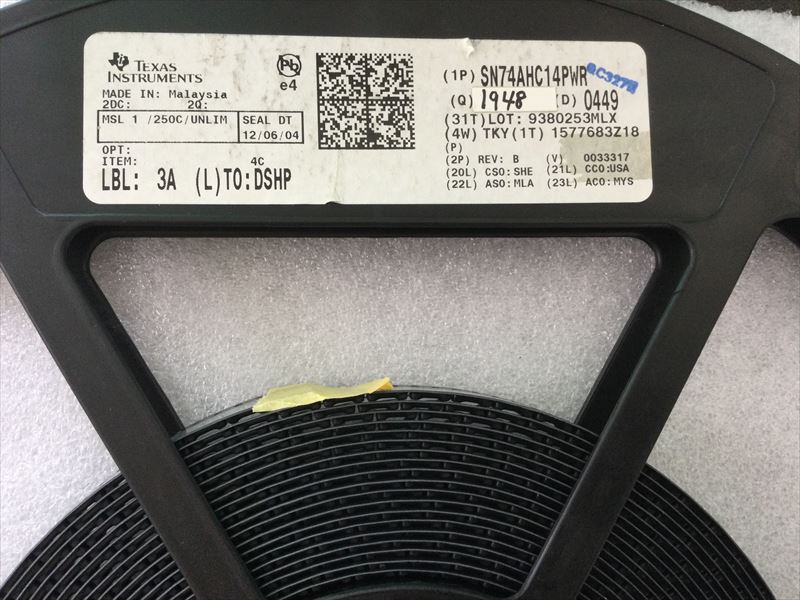 TEXAS
INSTRUMENTS
MADE IN: Malaysia
2DC: 2Q:
MSL 1 /250C/UNLIM
SEAL DT
12/06/04
OPT:
ITEM: 4C
LBL: 3A (L)TO:DSHP
Pb
e4
(1P) SN74AHC14PWR
QC327
(Q) 1948 (D) 0449
(31T)LOT: 9380253MLX
(4W) TKY(1T) 1577683Z18
(P)
(2P) REV: B (V) 0033317
(20L) CSO:SHE (21L) CCO:USA
(22L) ASO:MLA (23L) ACO:MYS